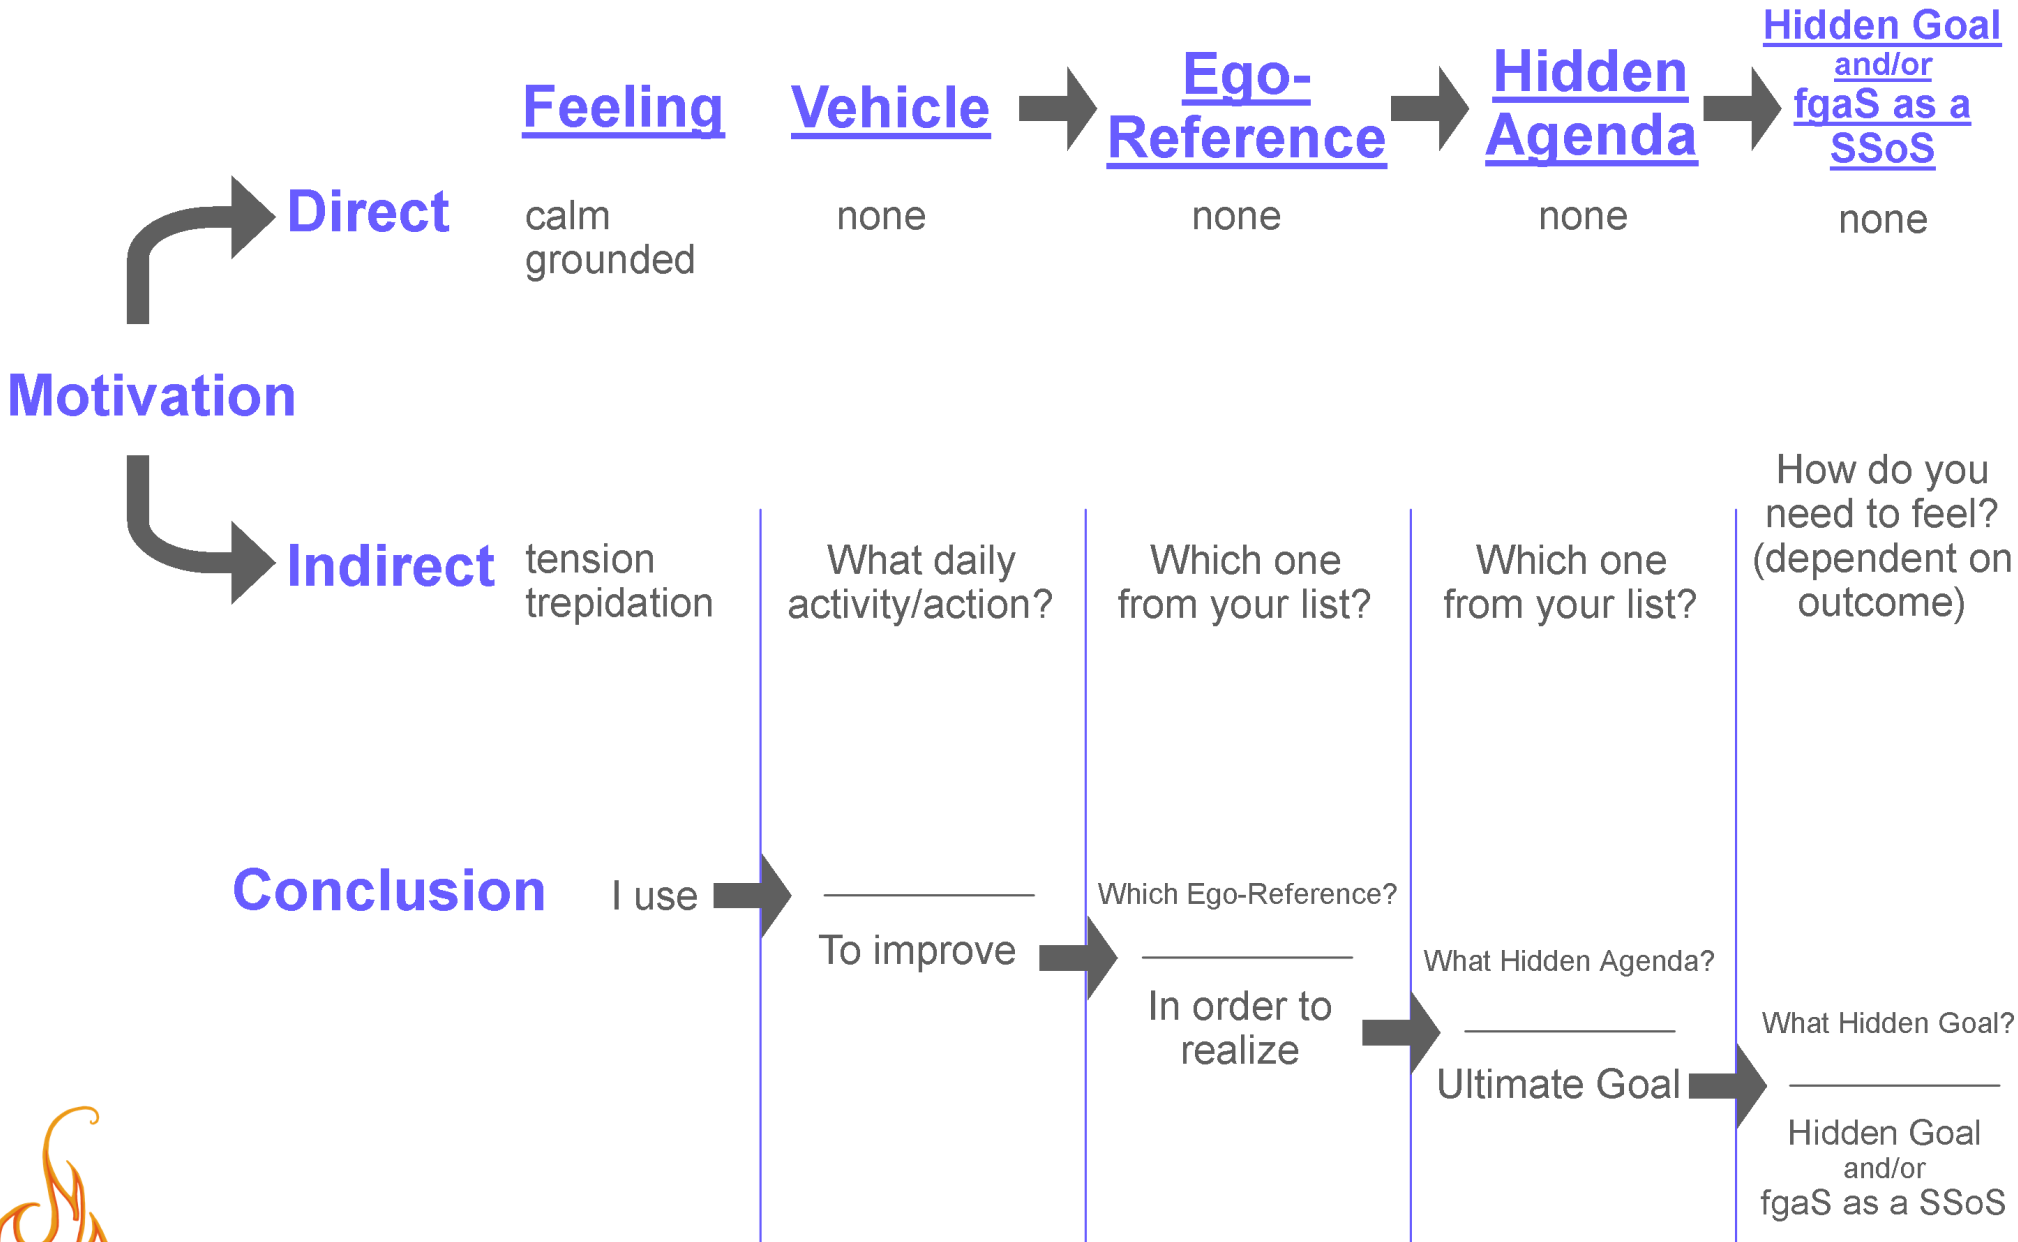 Hidden Goal
and/or
fgaS as a
SSoS
Feeling
Vehicle
Ego-
Reference
Hidden
Agenda
Direct
calm
grounded
none
none
none
none
Motivation
Indirect
tension
trepidation
What daily
activity/action?
Which one
from your list?
Which one
from your list?
How do you
need to feel?
(dependent on
outcome)
Conclusion
I use
To improve
Which Ego-Reference?
In order to
realize
What Hidden Agenda?
Ultimate Goal
What Hidden Goal?
Hidden Goal
and/or
fgaS as a SSoS